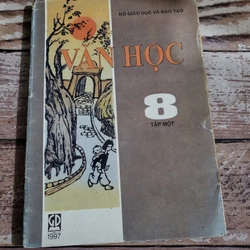 BỘ GIÁO DỤC VÀ ĐÀO TẠO
VĂN HỌC
8
TẬP MỘT
GD
1997